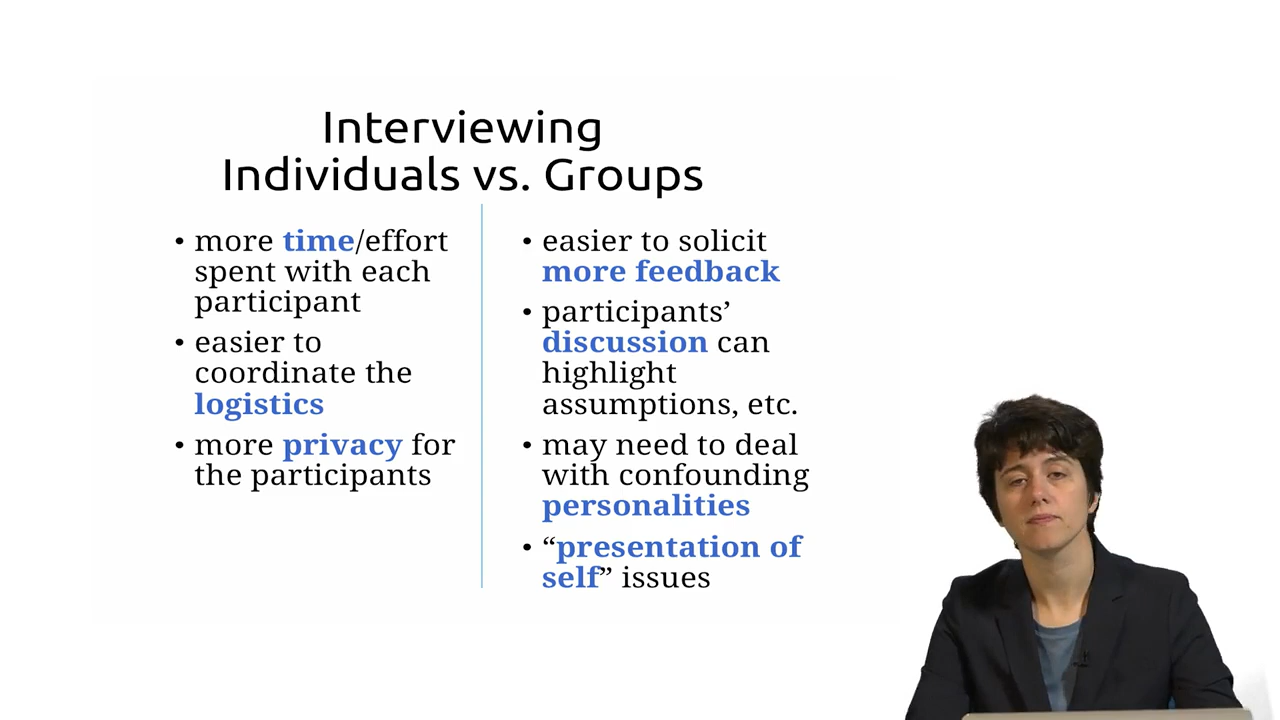 Interviewing
Individuals vs. Groups
• more time/effort
spent with each
participant
• easier to
coordinate the
logistics
• more privacy for
the participants
• easier to solicit
more feedback
• participants’
discussion can
highlight
assumptions, etc.
• may need to deal
with confounding
personalities
• “presentation of
self” issues